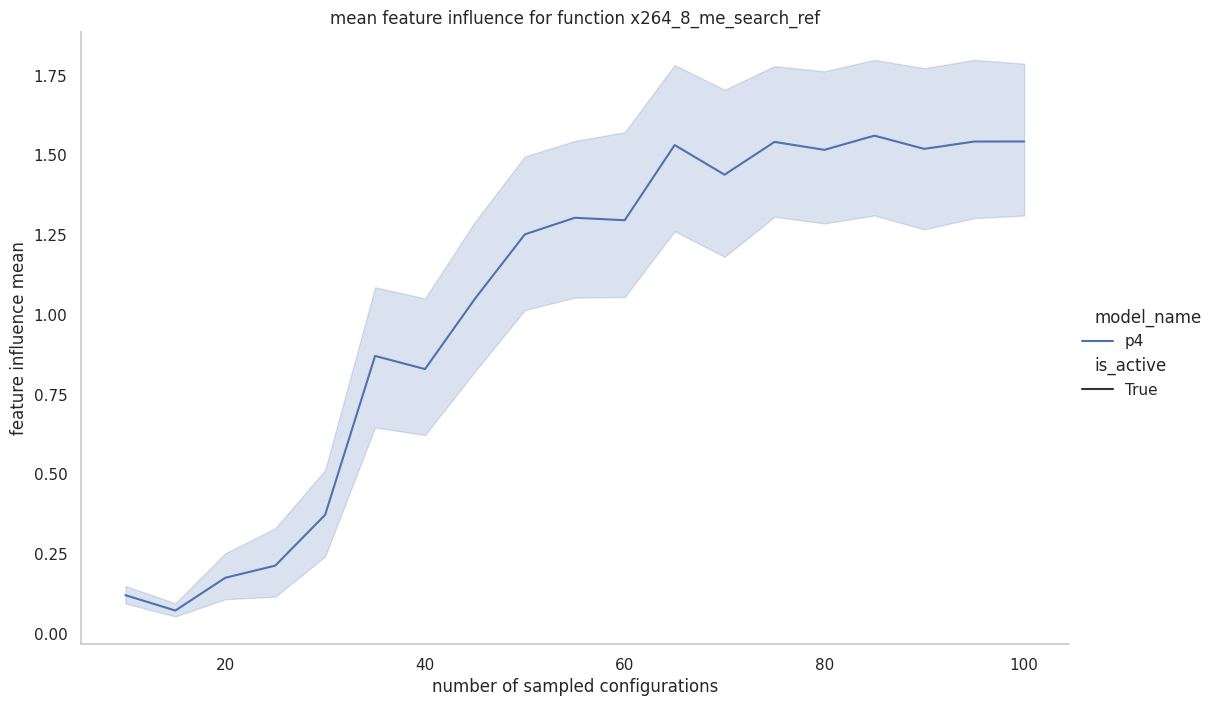 mean feature influence for function x264_8_me_search_ref
1.75
1.50
1.25
1.00
0.75
0.50
0.25
0.00
feature influence mean
20 40 60 80 100
number of sampled configurations
model_name
p4
is_active
True